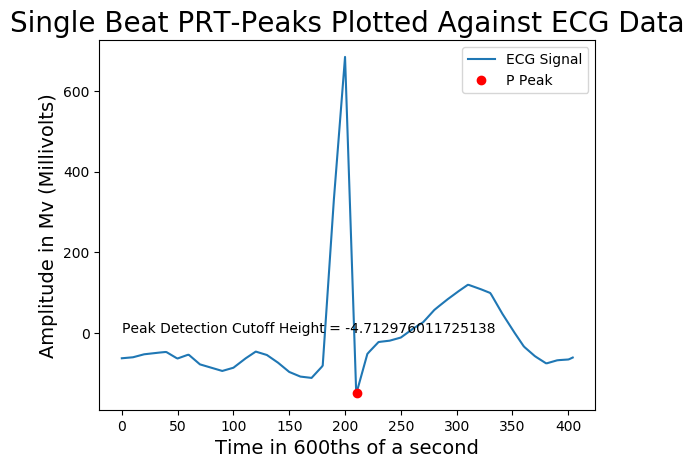 Single Beat PRT-Peaks Plotted Against ECG Data
ECG Signal
P Peak
600
400
200
0
Amplitude in Mv (Millivolts)
Peak Detection Cutoff Height = -4.712976011725138
0 50 100 150 200 250 300 350 400
Time in 600ths of a second